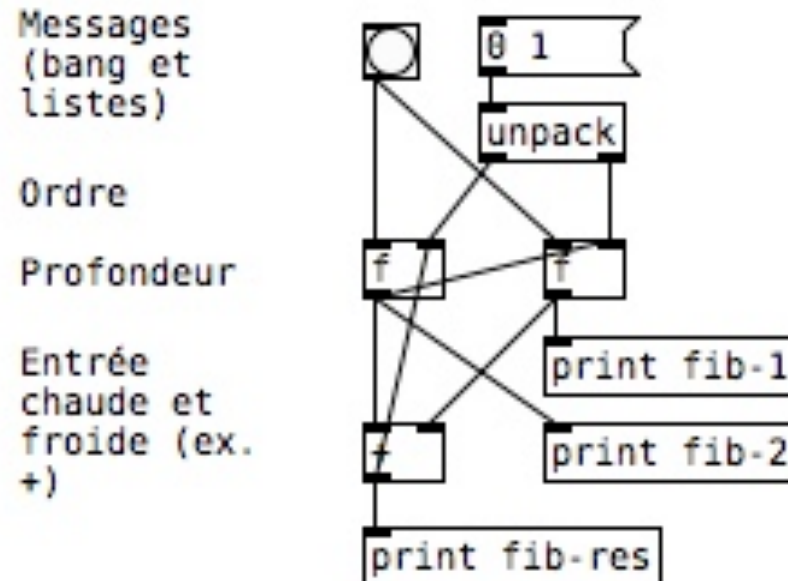 Messages
(bang et
listes)
Ordre
Profondeur
Entrée
chaude et
froide (ex.
+)
0 1
unpack
f
f
print fib-1
+
print fib-2
print fib-res